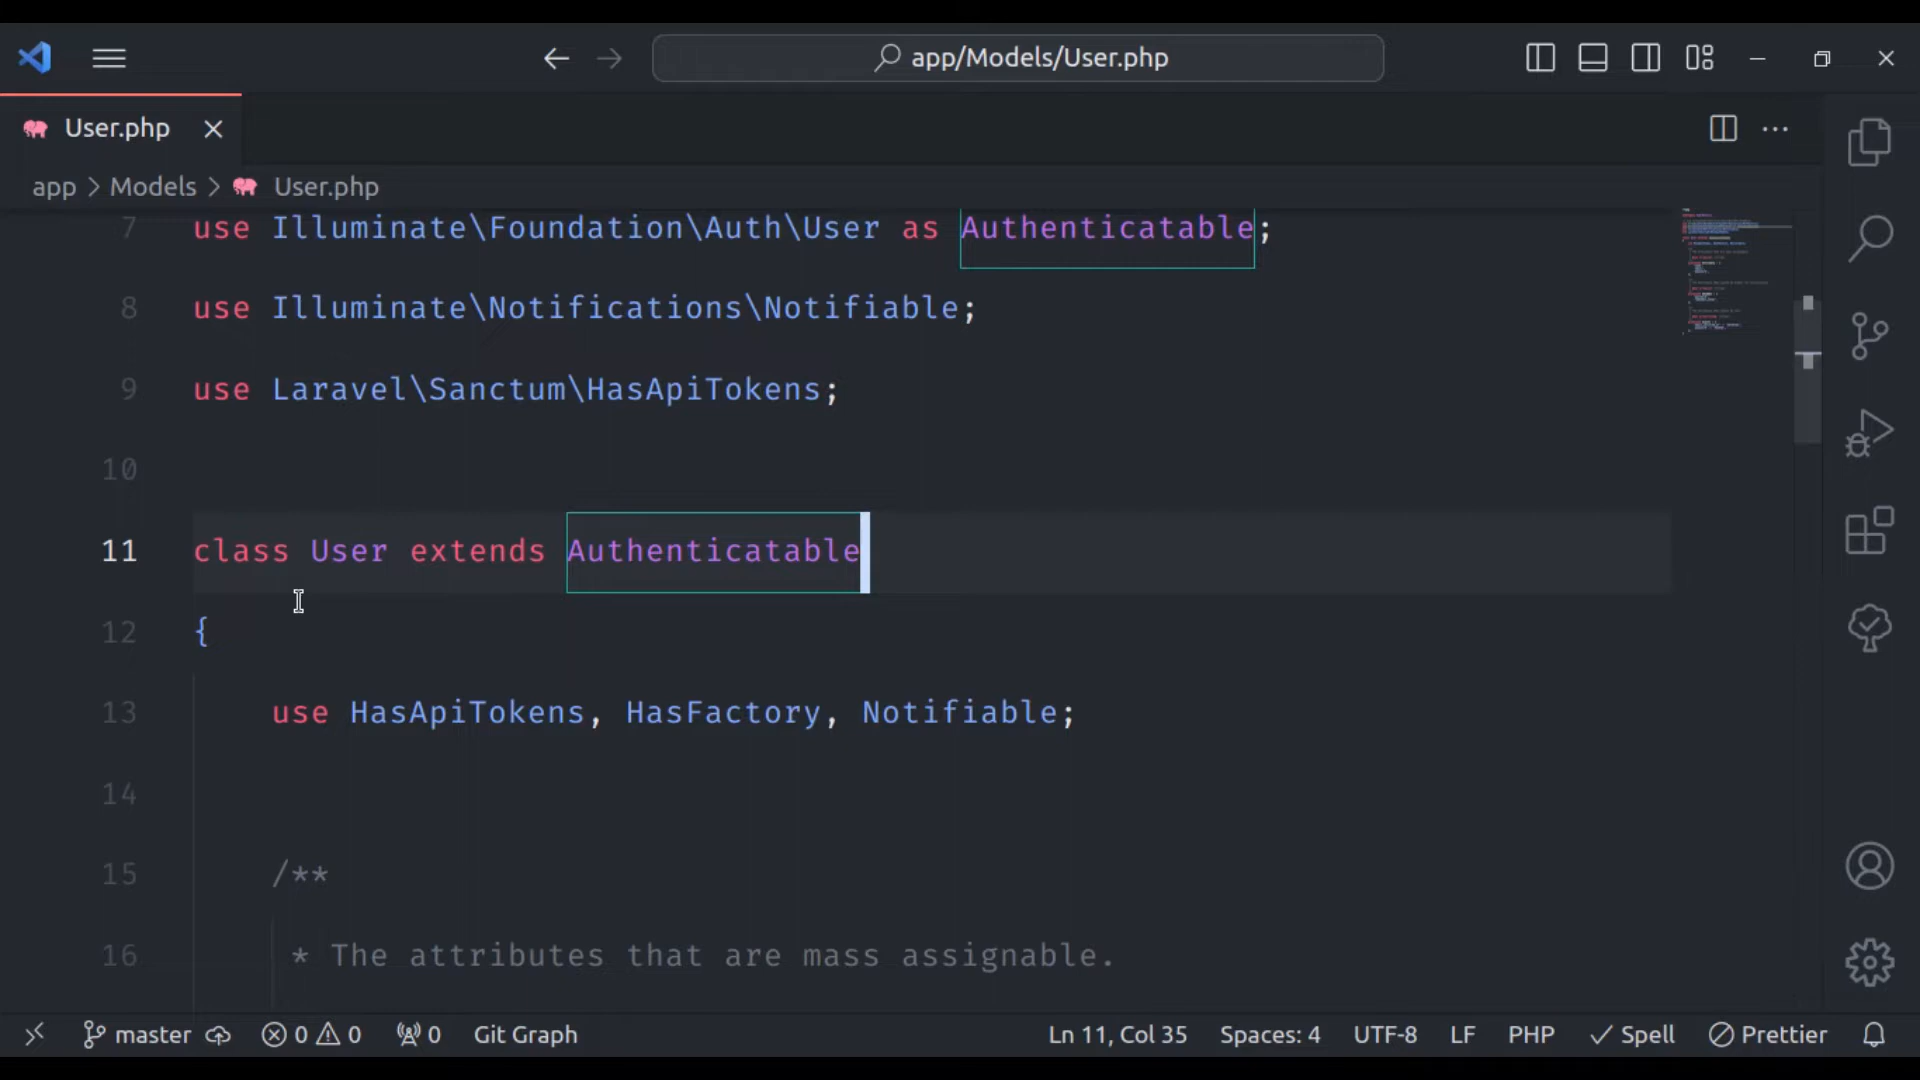 app/Models/User.php
User.php
app > Models > User.php
7 use Illuminate\Foundation\Auth\User as Authenticatable;
8 use Illuminate\Notifications\Notifiable;
9 use Laravel\Sanctum\HasApiTokens;
10
11 class User extends Authenticatable
12 {
13 use HasApiTokens, HasFactory, Notifiable;
14
15 /**
16 * The attributes that are mass assignable.
master 0 0 0 Git Graph Ln 11, Col 35 Spaces: 4 UTF-8 LF PHP Spell Prettier